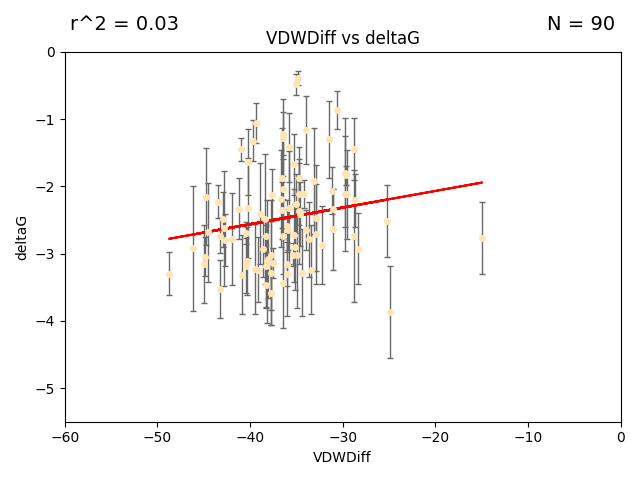 r^2 = 0.03
N = 90
VDWDiff vs deltaG
0
−1
−2
−3
−4
−5
deltaG
−60 −50 −40 −30 −20 −10 0
VDWDiff